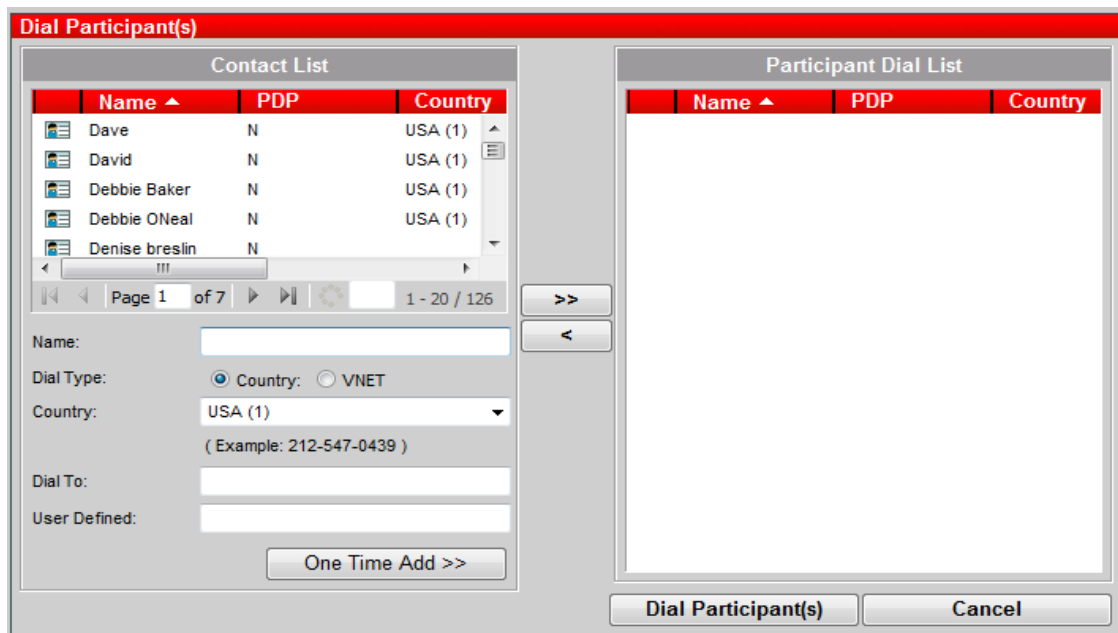 Dial Participant(s)
Contact List
Name PDP Country
Dave N USA (1)
David N USA (1)
Debbie Baker N USA (1)
Debbie ONeal N USA (1)
Denise breslin N
Page 1 of 7 1 - 20 / 126
Name:
Dial Type: Country: VNET
Country: USA (1)
( Example: 212-547-0439 )
Dial To:
User Defined:
One Time Add >>
>>
<
Participant Dial List
Name PDP Country
Dial Participant(s) Cancel